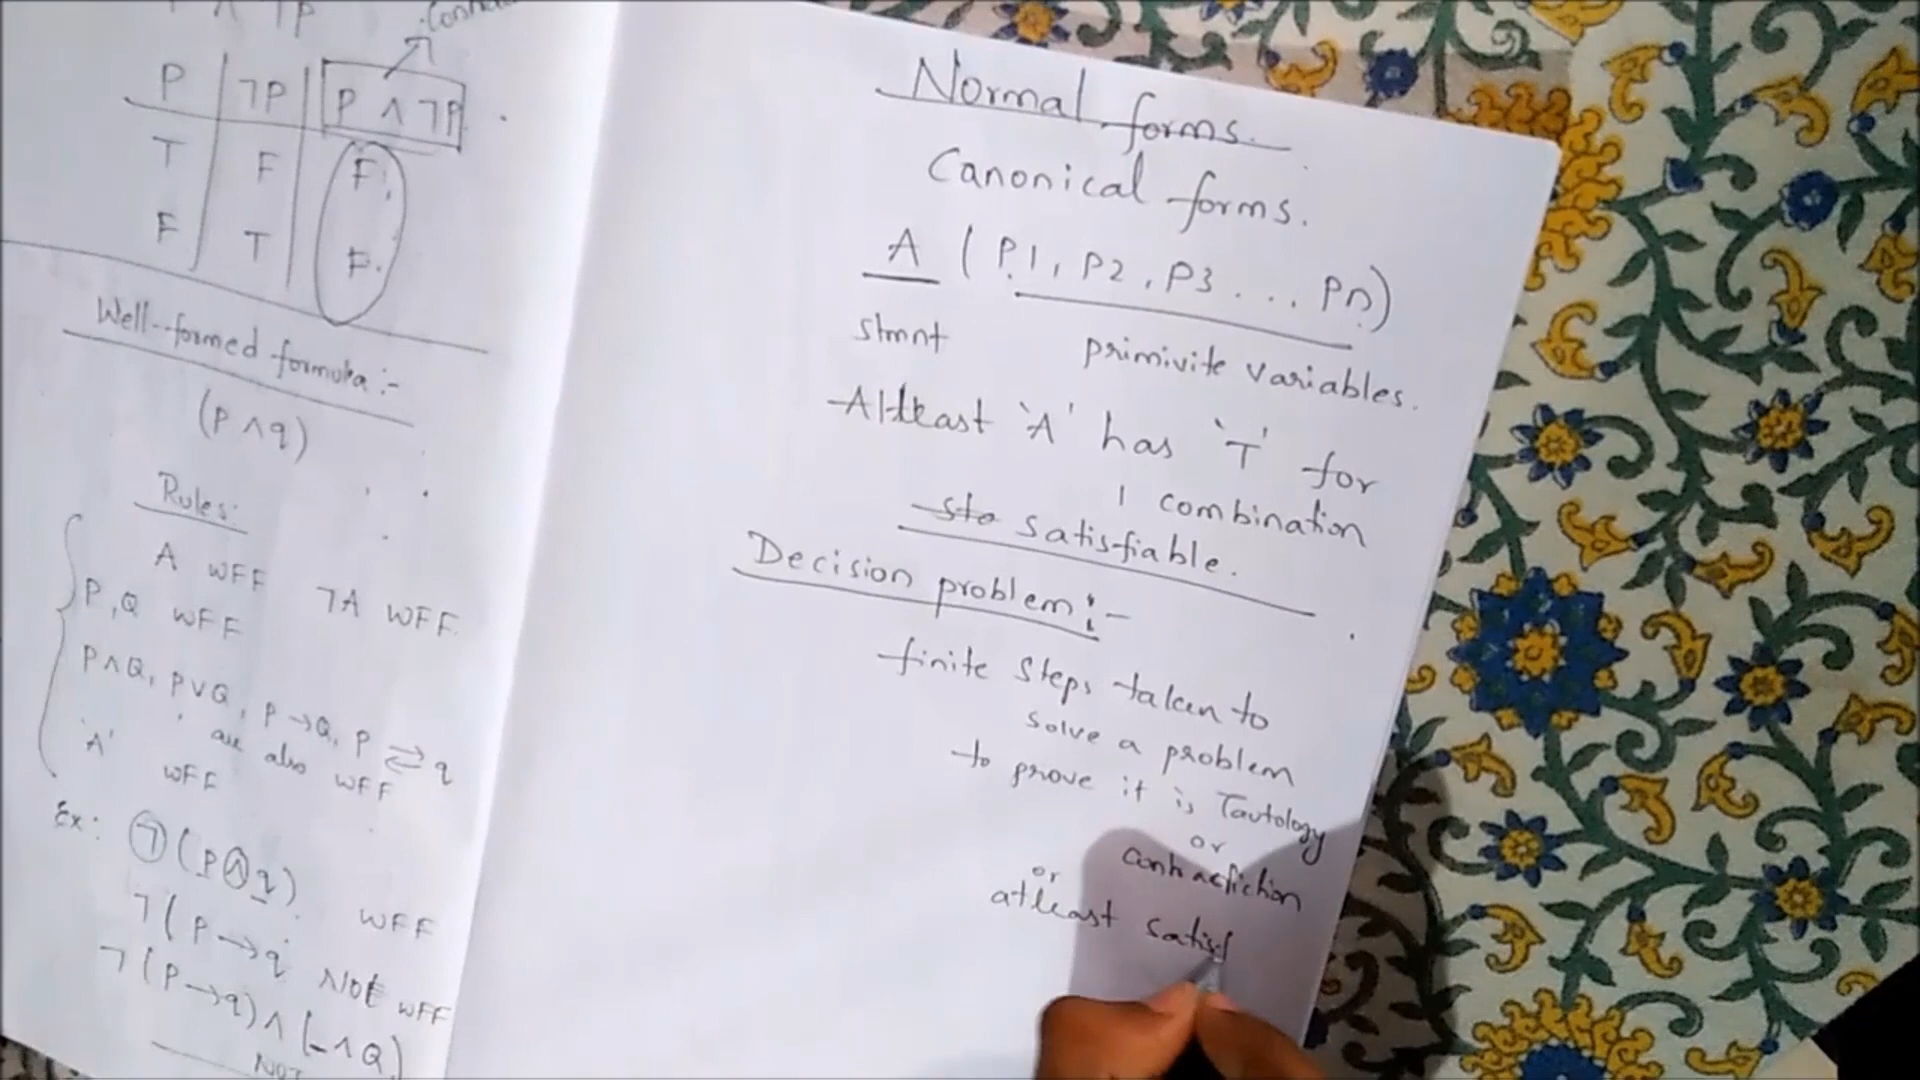 ∧ ¬P
P ¬P P ∧ ¬P
T F F
F T F.
Well-formed formula :-
(P ∧ q)
Rules:
A WFF ¬A WFF.
P, Q WFF
P∧Q, P∨Q, P→Q, P ⇄ q
are also WFF
'A' WFF
Ex: ¬(P∧q). WFF
¬(P→q NOt WFF
¬(P→q)∧(-∧Q)
NOT
Normal forms.
Canonical forms.
A (P1, P2, P3 ... Pn)
stmnt primivite variables.
Atleast 'A' has 'T' for
1 combination
satisfiable.
Decision problem :-
finite steps taken to
solve a problem
to prove it is Tautology
or
contradiction
or
atleast Satisf